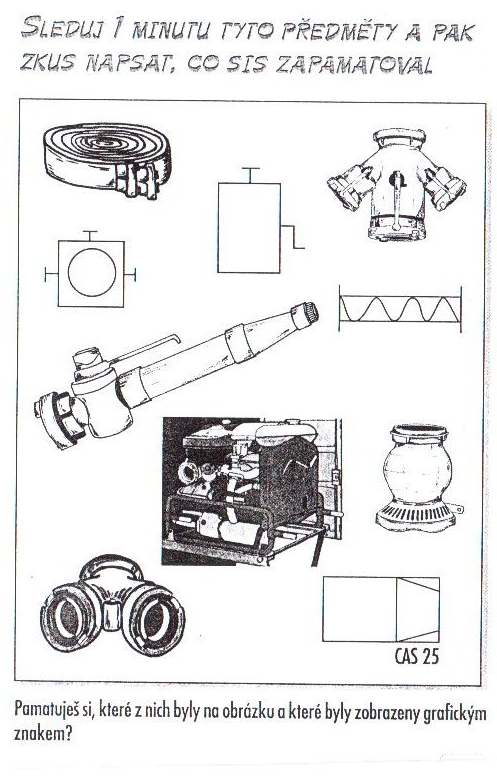 SLEDUJ 1 MINUTU TYTO PŘEDMĚTY A PAK
ZKUS NAPSAT, CO SIS ZAPAMATOVAL
CAS 25
Pamatuješ si, které z nich byly na obrázku a které byly zobrazeny grafickým
znakem?